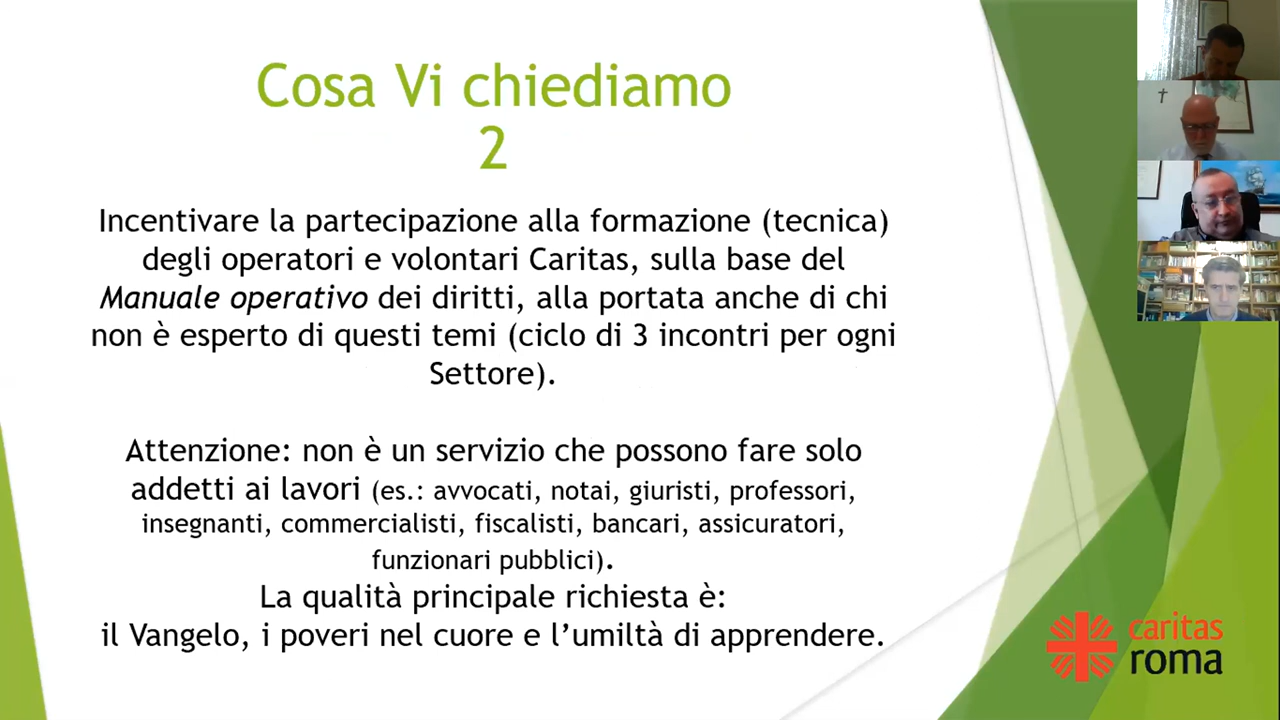 Cosa Vi chiediamo
2
Incentivare la partecipazione alla formazione (tecnica)
degli operatori e volontari Caritas, sulla base del
Manuale operativo dei diritti, alla portata anche di chi
non è esperto di questi temi (ciclo di 3 incontri per ogni
Settore).
Attenzione: non è un servizio che possono fare solo
addetti ai lavori (es.: avvocati, notai, giuristi, professori,
insegnanti, commercialisti, fiscalisti, bancari, assicuratori,
funzionari pubblici).
La qualità principale richiesta è:
il Vangelo, i poveri nel cuore e l’umiltà di apprendere.
caritas
roma